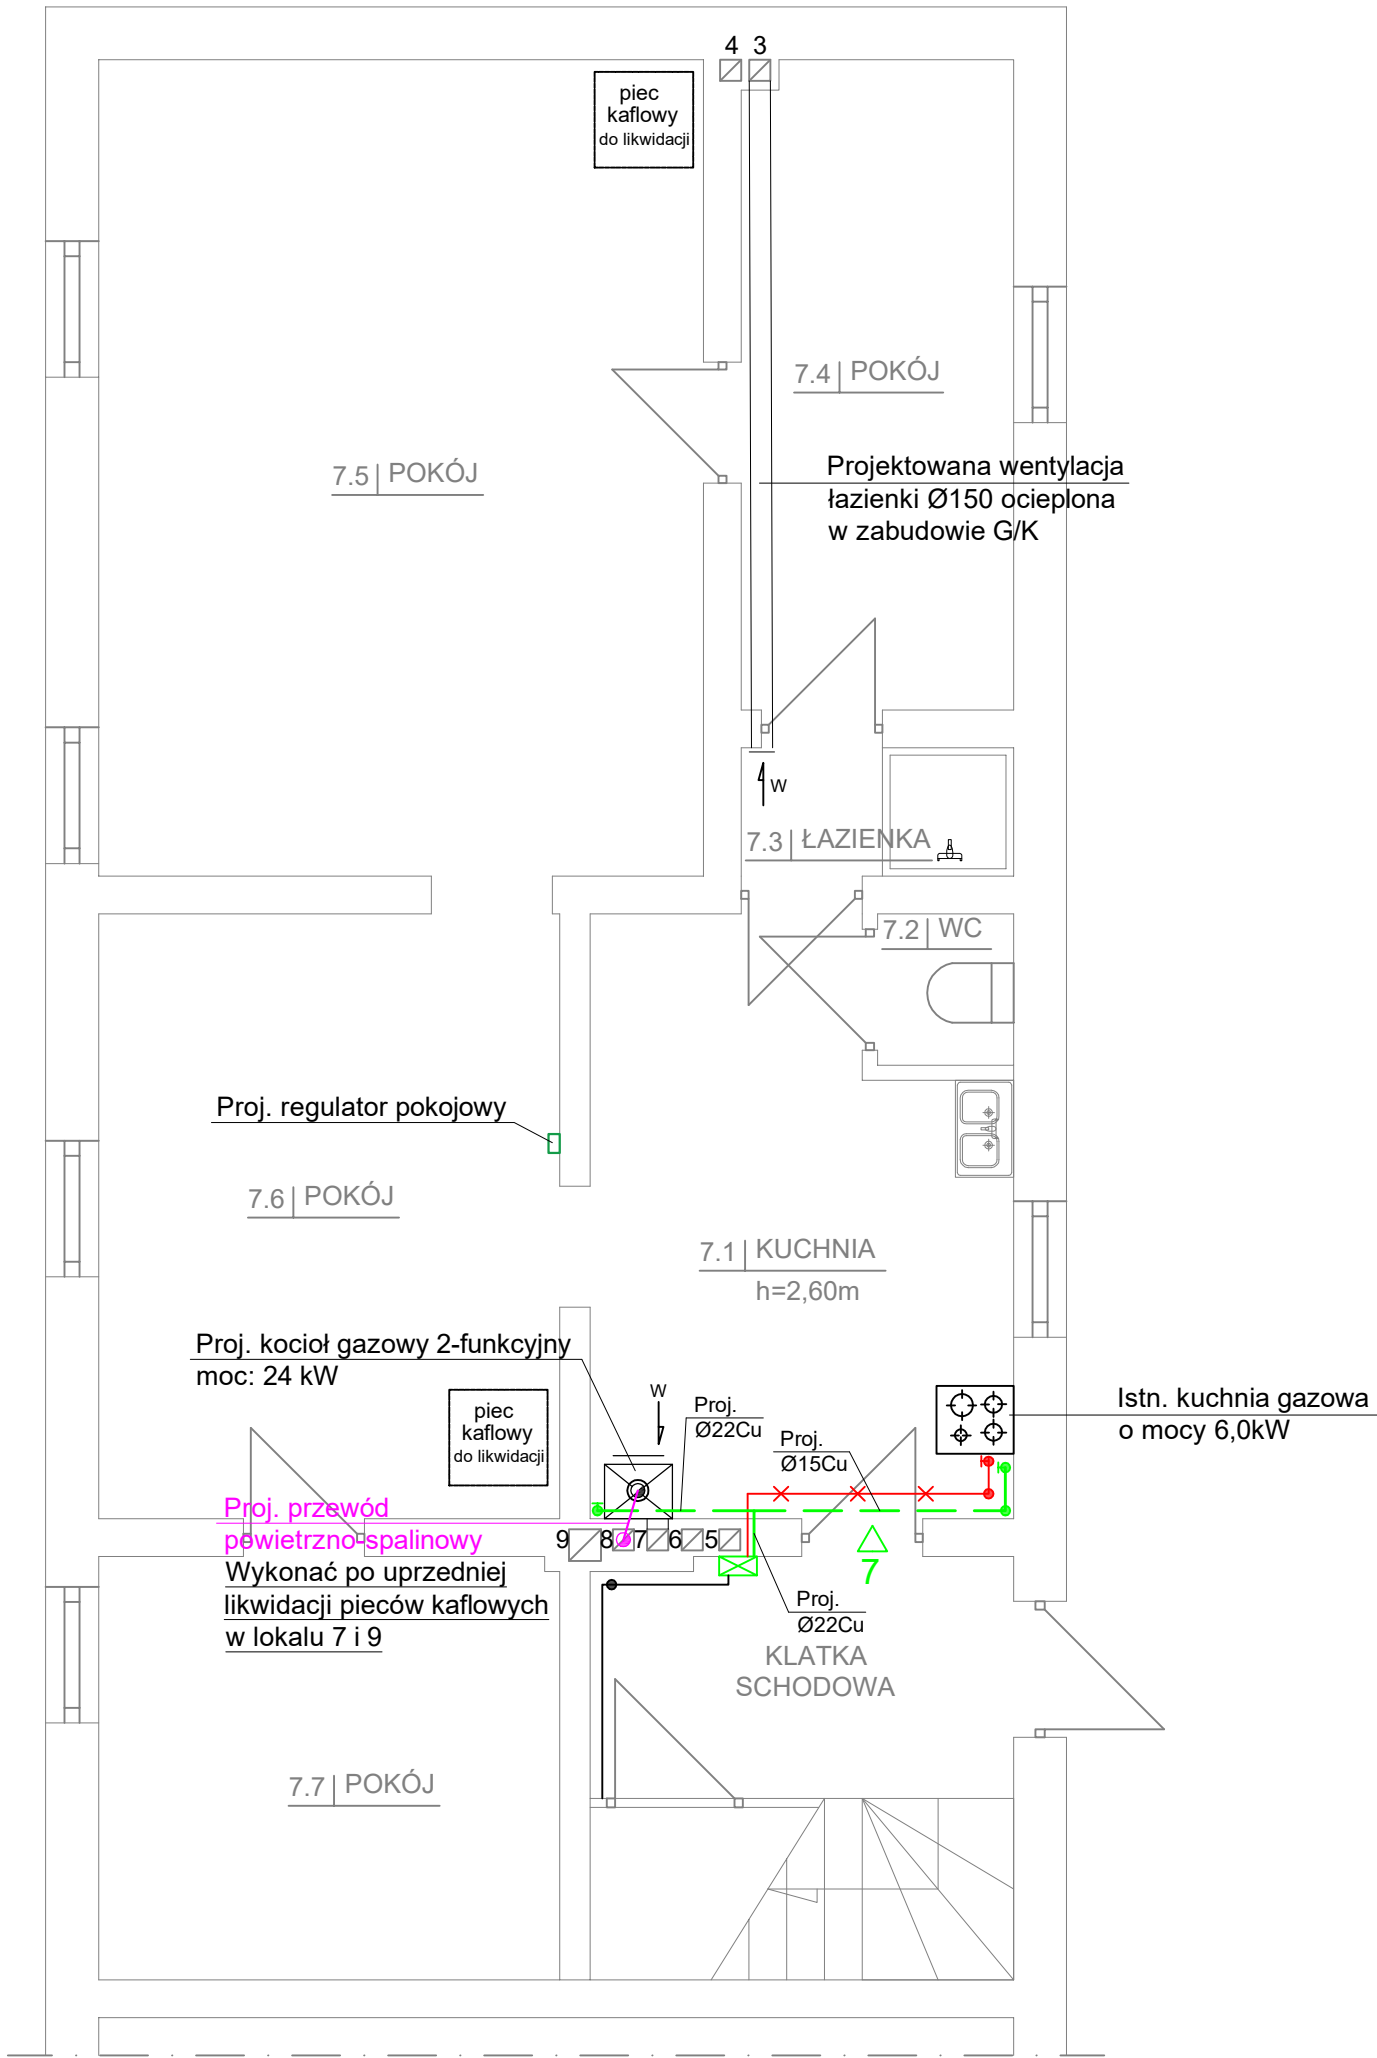 4 3
piec
kaflowy
do likwidacji
7.4 POKÓJ
Projektowana wentylacja
łazienki Ø150 ocieplona
w zabudowie G/K
7.5 POKÓJ
W
7.3 ŁAZIENKA
7.2 WC
Proj. regulator pokojowy
7.6 POKÓJ
7.1 KUCHNIA
h=2,60m
Proj. kocioł gazowy 2-funkcyjny
moc: 24 kW
piec
kaflowy
do likwidacji
W
Proj.
Ø22Cu
Proj.
Ø15Cu
Istn. kuchnia gazowa
o mocy 6,0kW
Proj. przewód
powietrzno-spalinowy
Wykonać po uprzedniej
likwidacji pieców kaflowych
w lokalu 7 i 9
9 8 7 6 5
7
Proj.
Ø22Cu
KLATKA
SCHODOWA
7.7 POKÓJ